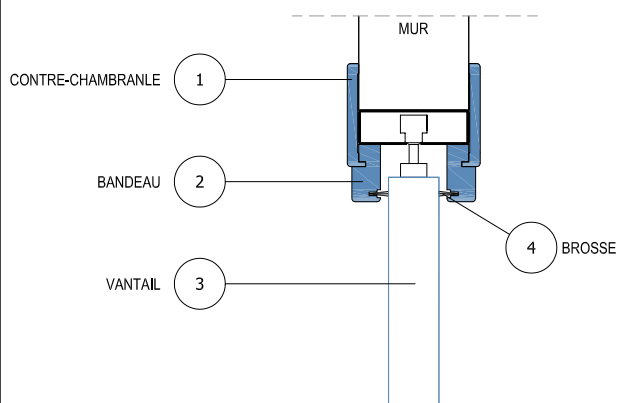 MUR
CONTRE-CHAMBRANLE 1
BANDEAU 2
4 BROSSE
VANTAIL 3